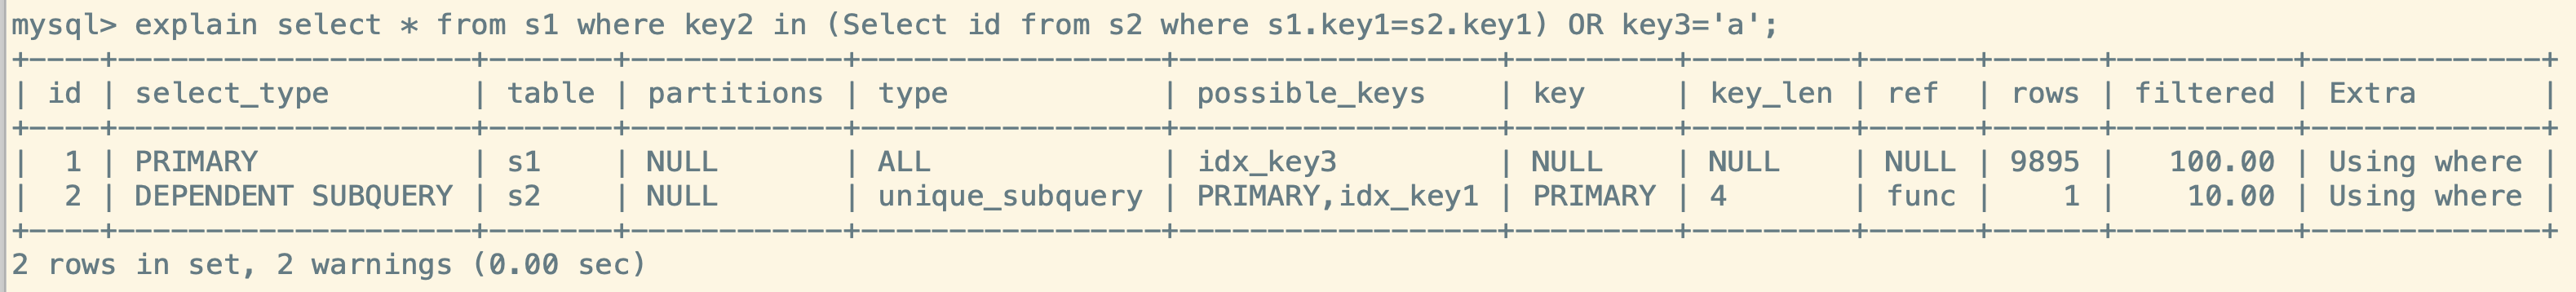 mysql> explain select * from s1 where key2 in (Select id from s2 where s1.key1=s2.key1) OR key3='a';
+----+--------------------+-------+------------+-----------------+-----------------+---------+---------+------+------+----------+-------------+
| id | select_type        | table | partitions | type            | possible_keys   | key     | key_len | ref  | rows | filtered | Extra       |
+----+--------------------+-------+------------+-----------------+-----------------+---------+---------+------+------+----------+-------------+
|  1 | PRIMARY            | s1    | NULL       | ALL             | idx_key3        | NULL    | NULL    | NULL | 9895 |   100.00 | Using where |
|  2 | DEPENDENT SUBQUERY | s2    | NULL       | unique_subquery | PRIMARY,idx_key1 | PRIMARY | 4       | func |    1 |    10.00 | Using where |
+----+--------------------+-------+------------+-----------------+-----------------+---------+---------+------+------+----------+-------------+
2 rows in set, 2 warnings (0.00 sec)